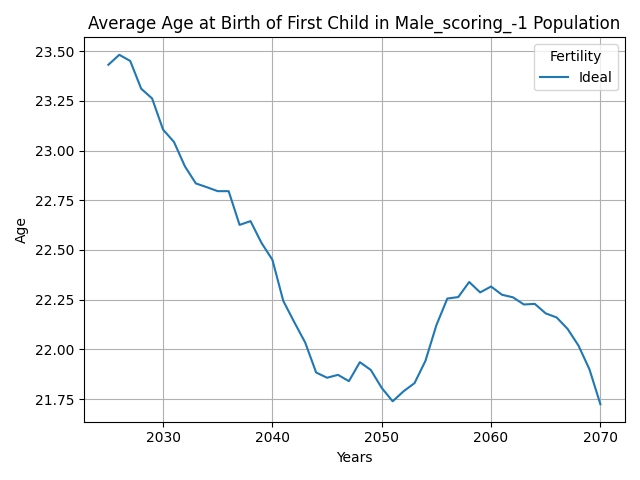 Average Age at Birth of First Child in Male_scoring_-1 Population
Fertility
Ideal
23.50
23.25
23.00
22.75
22.50
22.25
22.00
21.75
Age
2030 2040 2050 2060 2070
Years